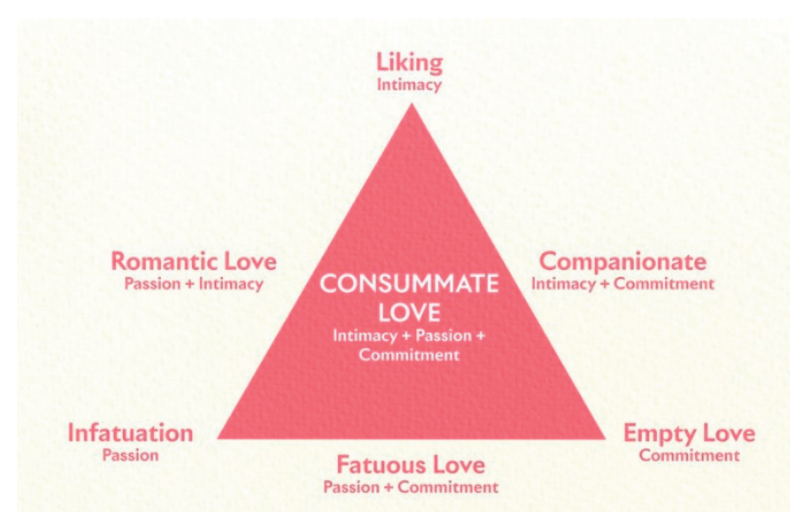 Liking
Intimacy
Romantic Love
Passion + Intimacy
Companionate
Intimacy + Commitment
CONSUMMATE
LOVE
Intimacy + Passion +
Commitment
Infatuation
Passion
Empty Love
Commitment
Fatuous Love
Passion + Commitment